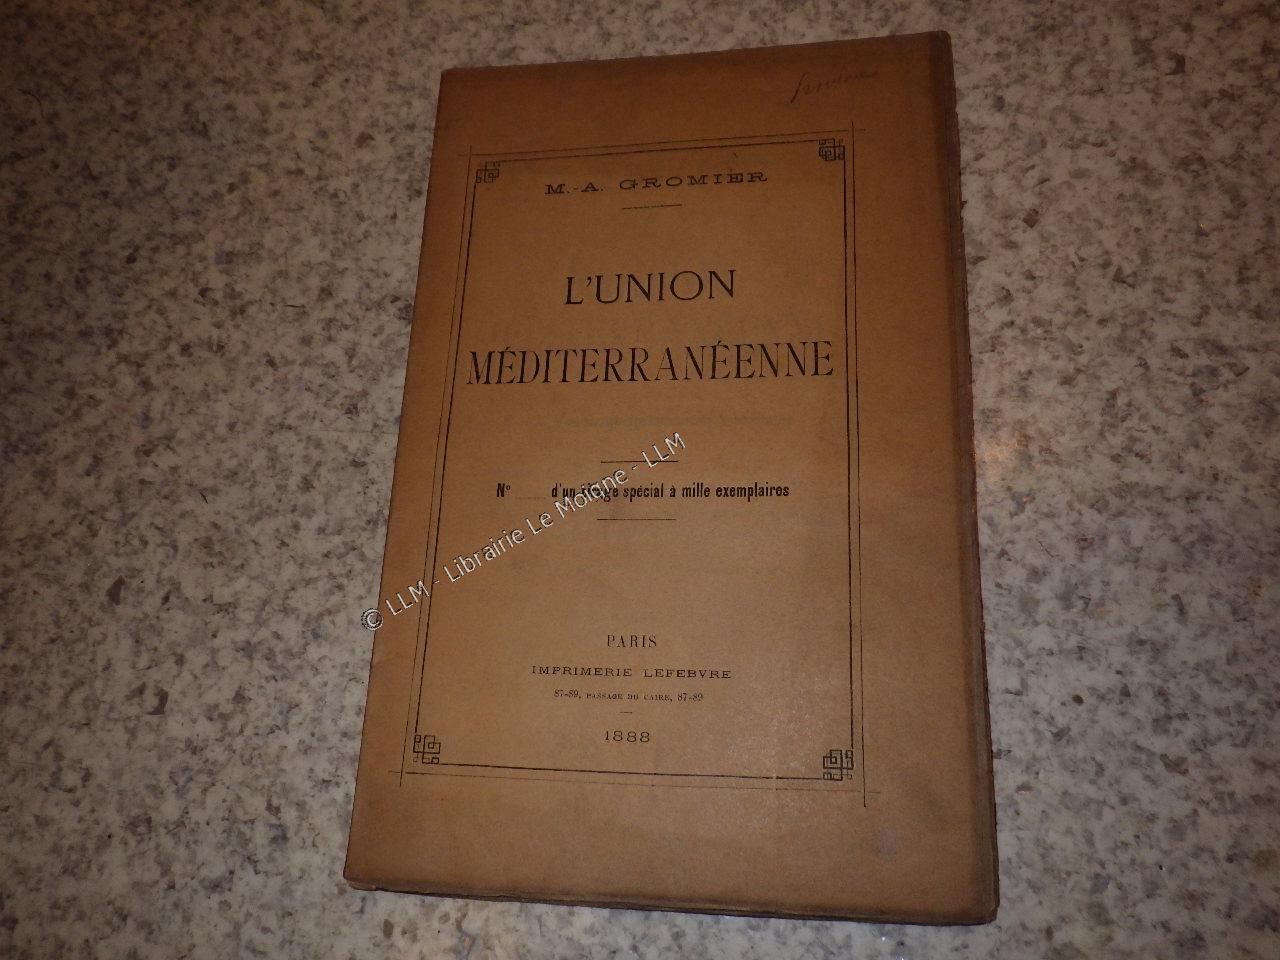 M.-A. GROMIER
L'UNION
MÉDITERRANÉENNE
N° d'un tirage spécial à mille exemplaires
© LLM - Librairie Le Moigne - LLM
PARIS
IMPRIMERIE LEFEBVRE
87-89, PASSAGE DU CAIRE, 87-89
1888